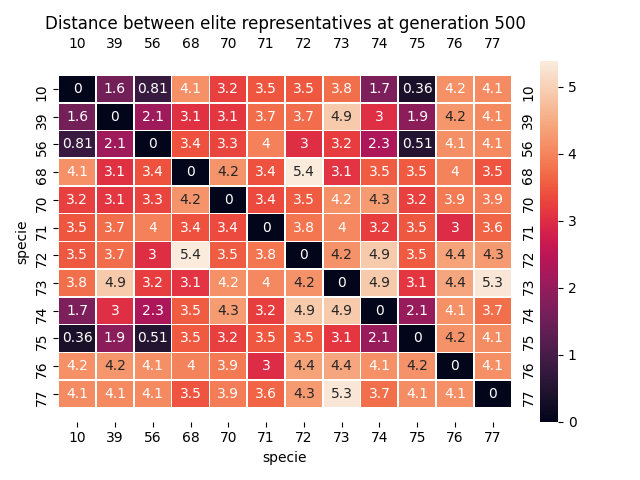 Distance between elite representatives at generation 500
10 39 56 68 70 71 72 73 74 75 76 77
10 0 1.6 0.81 4.1 3.2 3.5 3.5 3.8 1.7 0.36 4.2 4.1 10
39 1.6 0 2.1 3.1 3.1 3.7 3.7 4.9 3 1.9 4.2 4.1 39
56 0.81 2.1 0 3.4 3.3 4 3 3.2 2.3 0.51 4.1 4.1 56
68 4.1 3.1 3.4 0 4.2 3.4 5.4 3.1 3.5 3.5 4 3.5 68
70 3.2 3.1 3.3 4.2 0 3.4 3.5 4.2 4.3 3.2 3.9 3.9 70
71 3.5 3.7 4 3.4 3.4 0 3.8 4 3.2 3.5 3 3.6 71
72 3.5 3.7 3 5.4 3.5 3.8 0 4.2 4.9 3.5 4.4 4.3 72
73 3.8 4.9 3.2 3.1 4.2 4 4.2 0 4.9 3.1 4.4 5.3 73
74 1.7 3 2.3 3.5 4.3 3.2 4.9 4.9 0 2.1 4.1 3.7 74
75 0.36 1.9 0.51 3.5 3.2 3.5 3.5 3.1 2.1 0 4.2 4.1 75
76 4.2 4.2 4.1 4 3.9 3 4.4 4.4 4.1 4.2 0 4.1 76
77 4.1 4.1 4.1 3.5 3.9 3.6 4.3 5.3 3.7 4.1 4.1 0 77
10 39 56 68 70 71 72 73 74 75 76 77
specie
specie
5
4
3
2
1
0